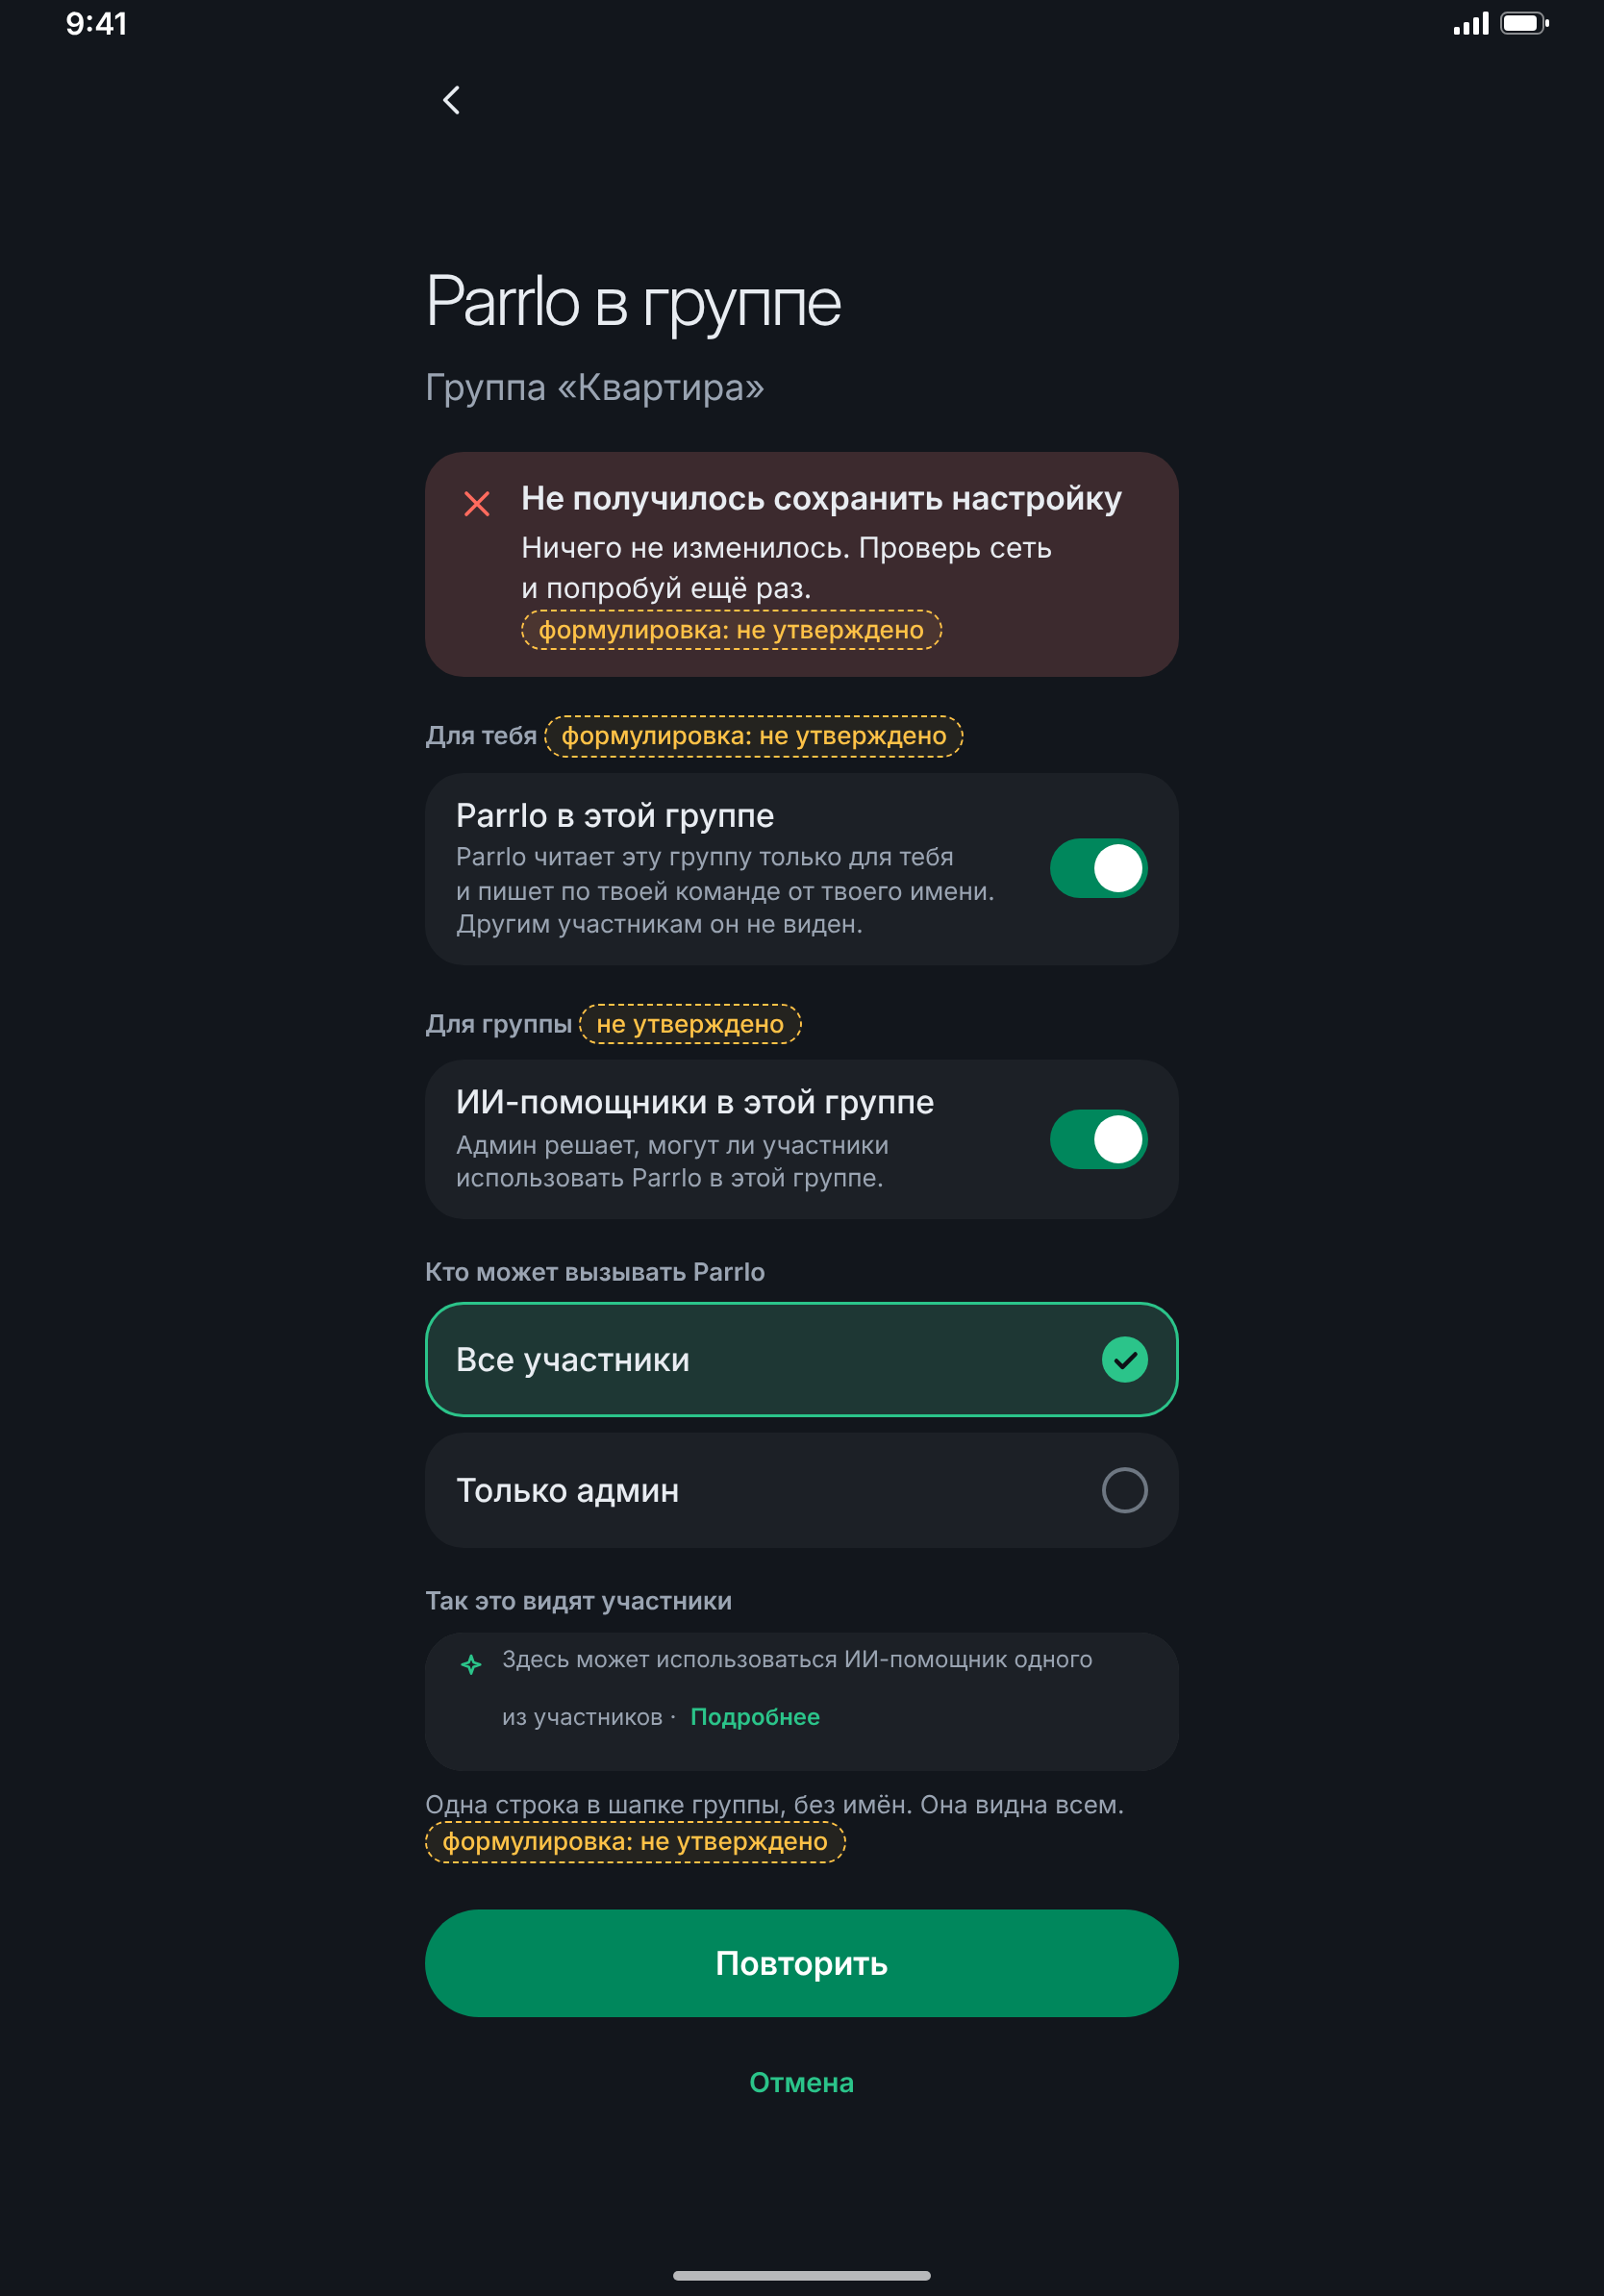 9:41
Parrlo в группе
Группа «Квартира»
Не получилось сохранить настройку
Ничего не изменилось. Проверь сеть
и попробуй ещё раз.
формулировка: не утверждено
Для тебя формулировка: не утверждено
Parrlo в этой группе
Parrlo читает эту группу только для тебя
и пишет по твоей команде от твоего имени.
Другим участникам он не виден.
Для группы не утверждено
ИИ-помощники в этой группе
Админ решает, могут ли участники
использовать Parrlo в этой группе.
Кто может вызывать Parrlo
Все участники
Только админ
Так это видят участники
Здесь может использоваться ИИ-помощник одного
из участников · Подробнее
Одна строка в шапке группы, без имён. Она видна всем.
формулировка: не утверждено
Повторить
Отмена